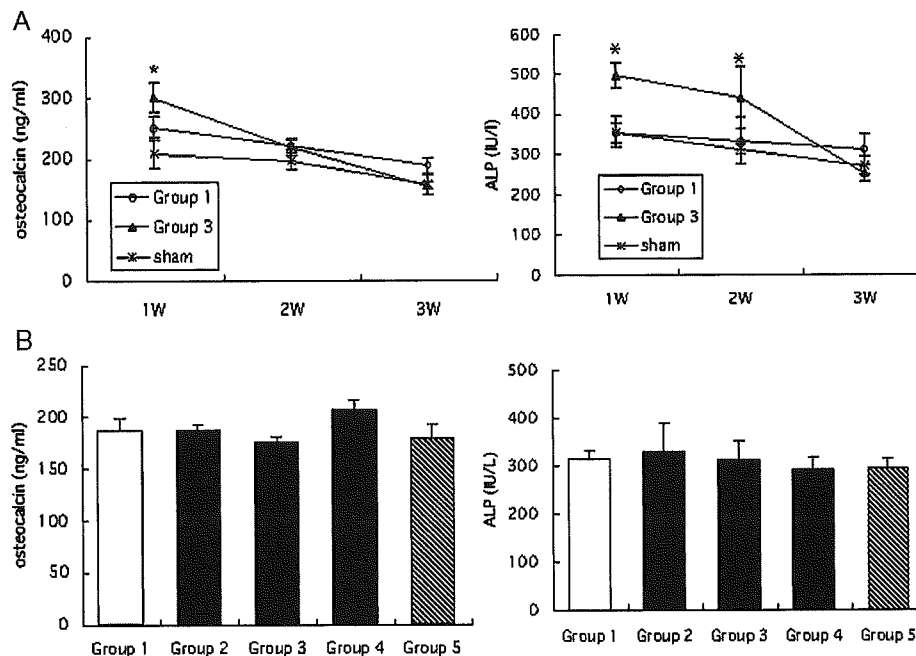 A
osteocalcin (ng/ml)
400
300
200
100
0
*
Group 1
Group 3
sham
1W 2W 3W
ALP (IU/l)
600
500
400
300
200
100
0
* *
Group 1
Group 3
sham
1W 2W 3W
B
osteocalcin (ng/ml)
250
200
150
100
50
0
Group 1 Group 2 Group 3 Group 4 Group 5
ALP (IU/L)
500
400
300
200
100
0
Group 1 Group 2 Group 3 Group 4 Group 5